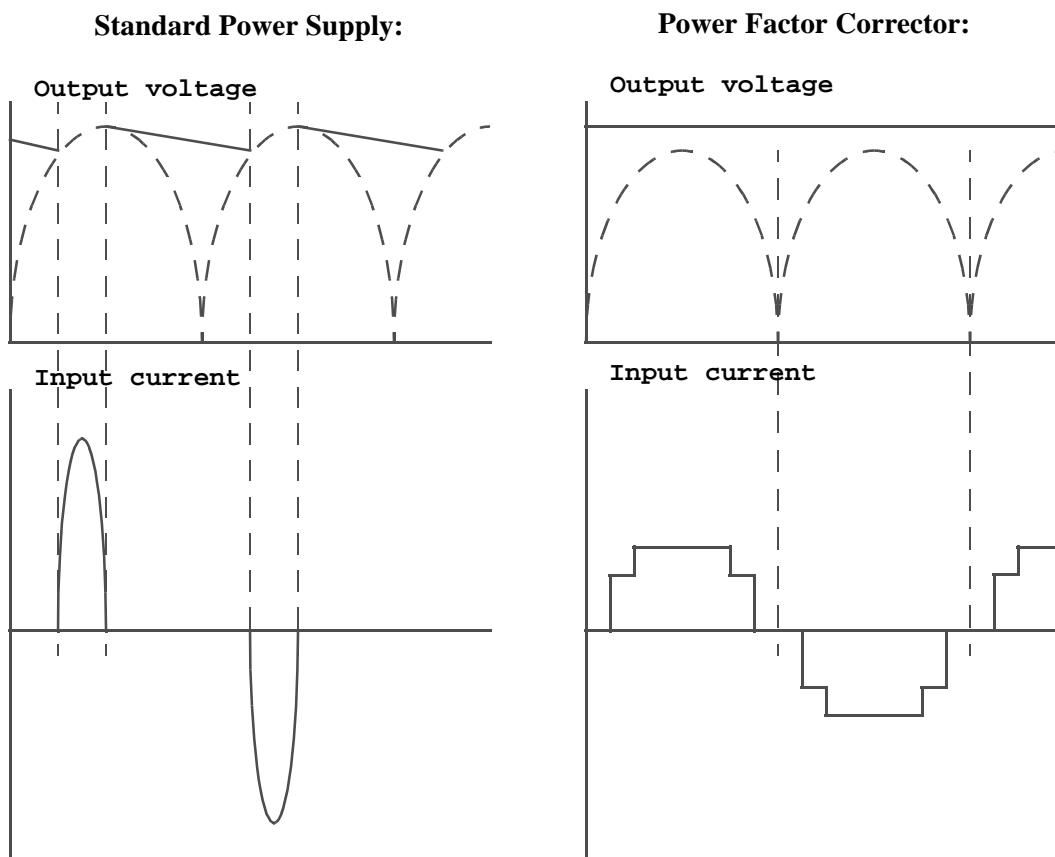 Standard Power Supply:
Output voltage
Input current
Power Factor Corrector:
Output voltage
Input current